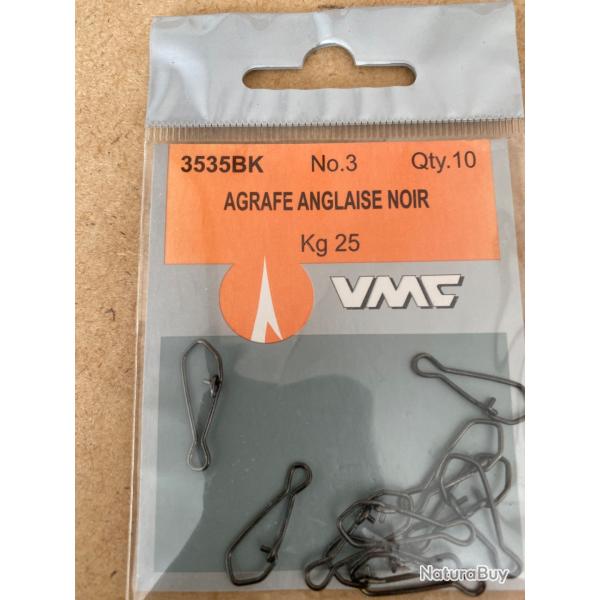 3535BK No.3 Qty.10
AGRAFE ANGLAISE NOIR
Kg 25
VMC
NaturaBuy